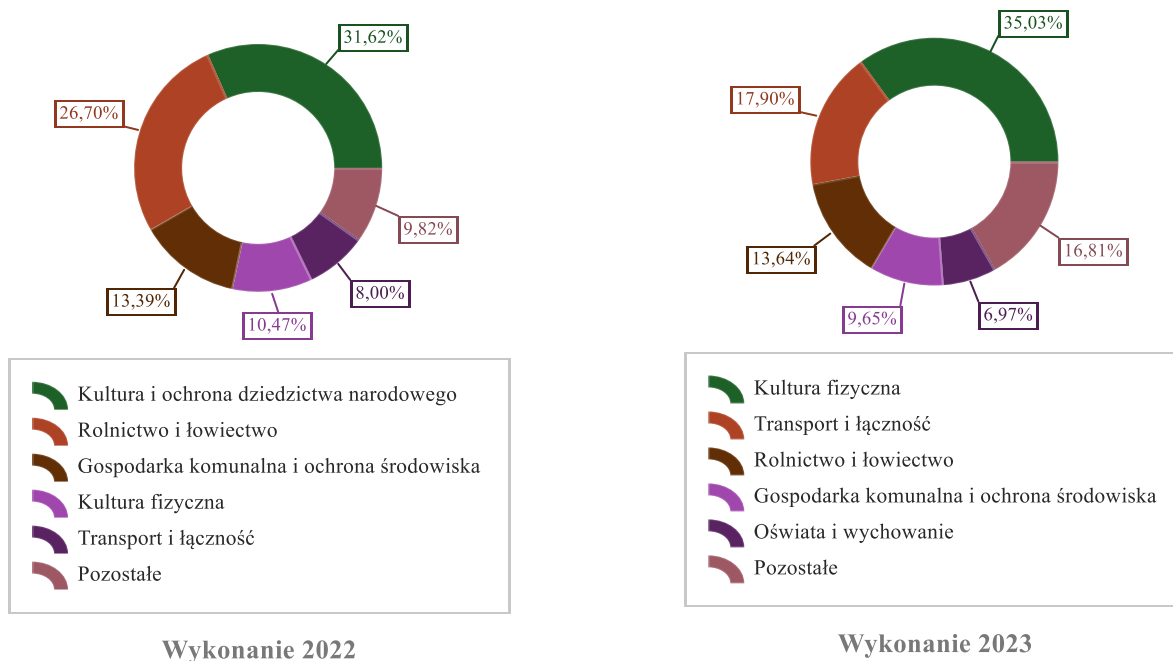 31,62%
26,70%
9,82%
8,00%
13,39%
10,47%
Kultura i ochrona dziedzictwa narodowego
Rolnictwo i łowiectwo
Gospodarka komunalna i ochrona środowiska
Kultura fizyczna
Transport i łączność
Pozostałe
Wykonanie 2022
35,03%
17,90%
13,64%
16,81%
9,65%
6,97%
Kultura fizyczna
Transport i łączność
Rolnictwo i łowiectwo
Gospodarka komunalna i ochrona środowiska
Oświata i wychowanie
Pozostałe
Wykonanie 2023